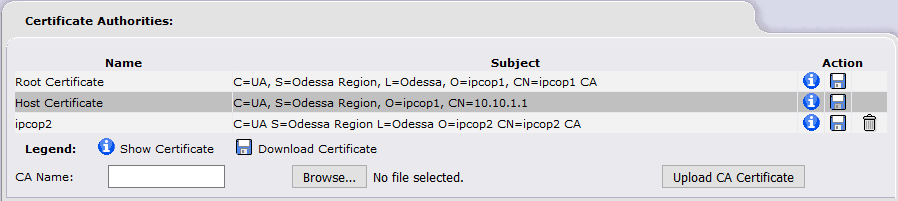 Certificate Authorities:
Name Subject Action
Root Certificate C=UA, S=Odessa Region, L=Odessa, O=ipcop1, CN=ipcop1 CA
Host Certificate C=UA, S=Odessa Region, O=ipcop1, CN=10.10.1.1
ipcop2 C=UA S=Odessa Region L=Odessa O=ipcop2 CN=ipcop2 CA
Legend: Show Certificate Download Certificate
CA Name: Browse... No file selected. Upload CA Certificate